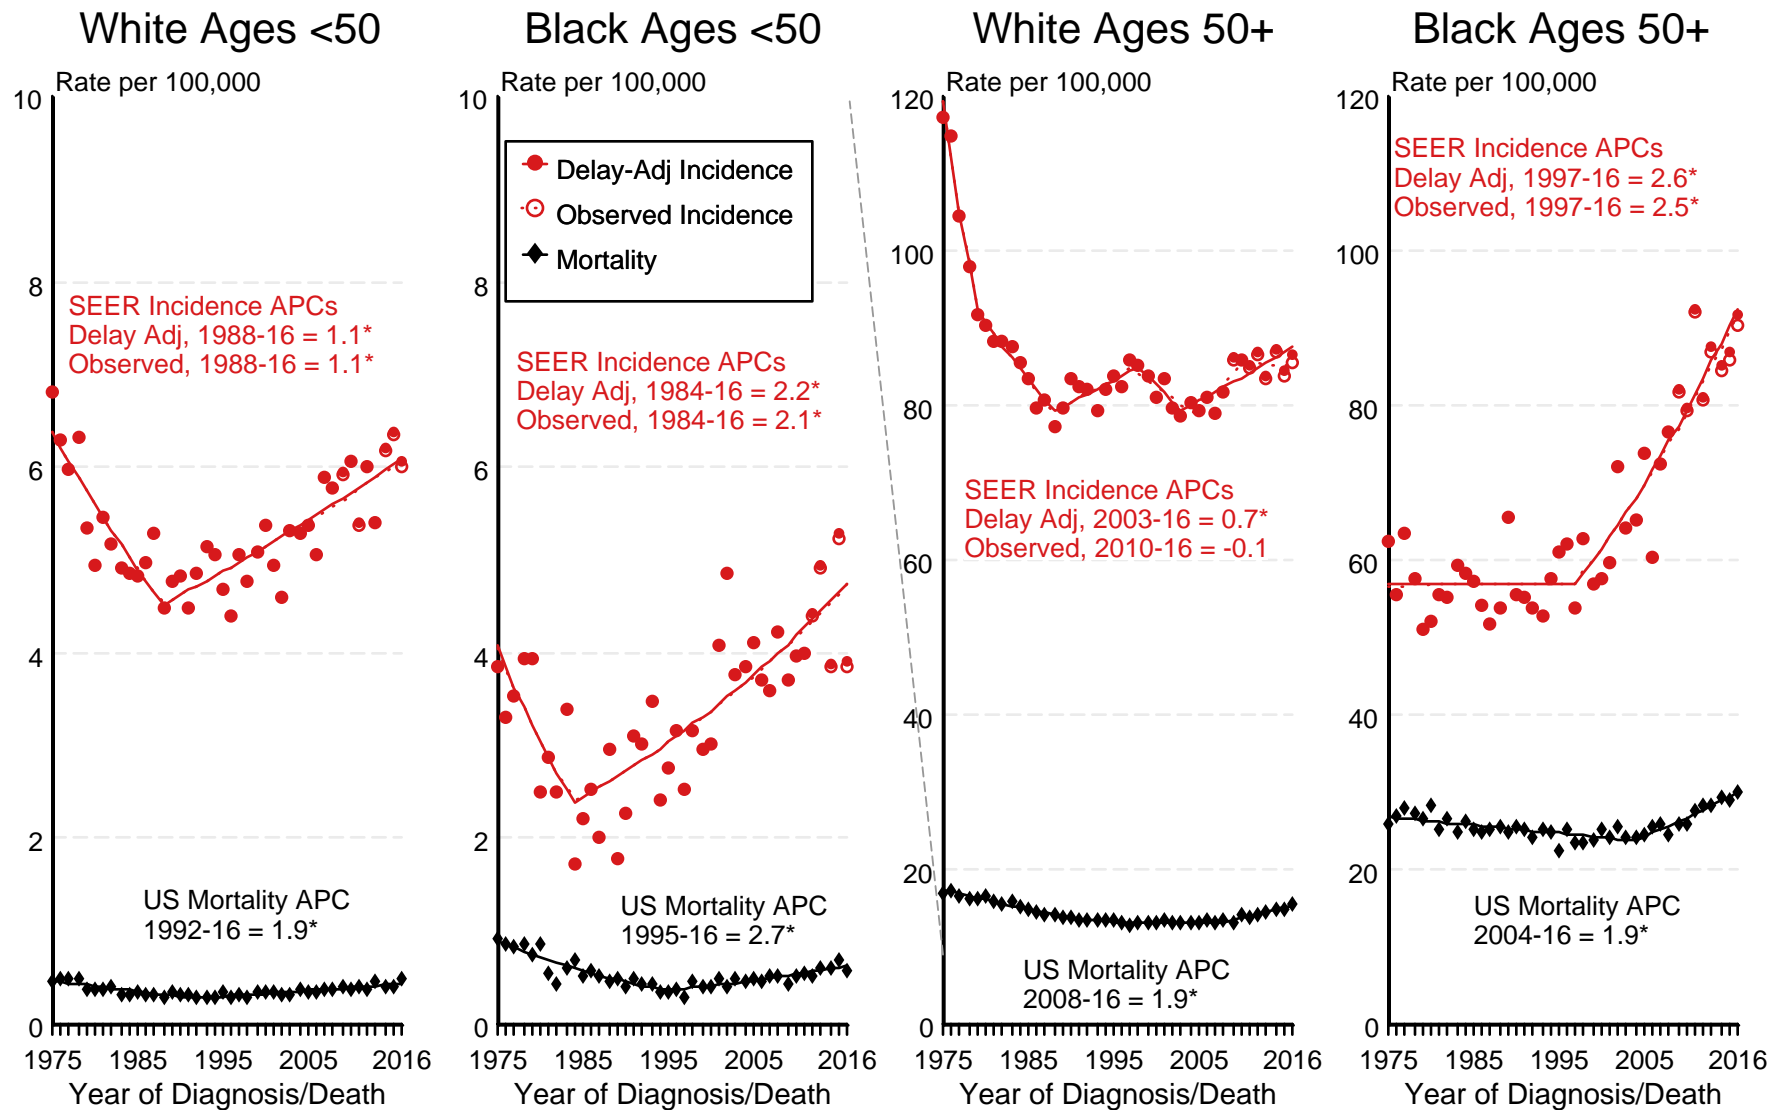 White Ages <50
Rate per 100,000
10
8
6
4
2
0
SEER Incidence APCs
Delay Adj, 1988-16 = 1.1*
Observed, 1988-16 = 1.1*
US Mortality APC
1992-16 = 1.9*
1975 1985 1995 2005 2016
Year of Diagnosis/Death
Black Ages <50
Rate per 100,000
10
8
6
4
2
0
Delay-Adj Incidence
Observed Incidence
Mortality
SEER Incidence APCs
Delay Adj, 1984-16 = 2.2*
Observed, 1984-16 = 2.1*
US Mortality APC
1995-16 = 2.7*
1975 1985 1995 2005 2016
Year of Diagnosis/Death
White Ages 50+
Rate per 100,000
120
100
80
60
40
20
0
SEER Incidence APCs
Delay Adj, 2003-16 = 0.7*
Observed, 2010-16 = -0.1
US Mortality APC
2008-16 = 1.9*
1975 1985 1995 2005 2016
Year of Diagnosis/Death
Black Ages 50+
Rate per 100,000
120
100
80
60
40
20
0
SEER Incidence APCs
Delay Adj, 1997-16 = 2.6*
Observed, 1997-16 = 2.5*
US Mortality APC
2004-16 = 1.9*
1975 1985 1995 2005 2016
Year of Diagnosis/Death